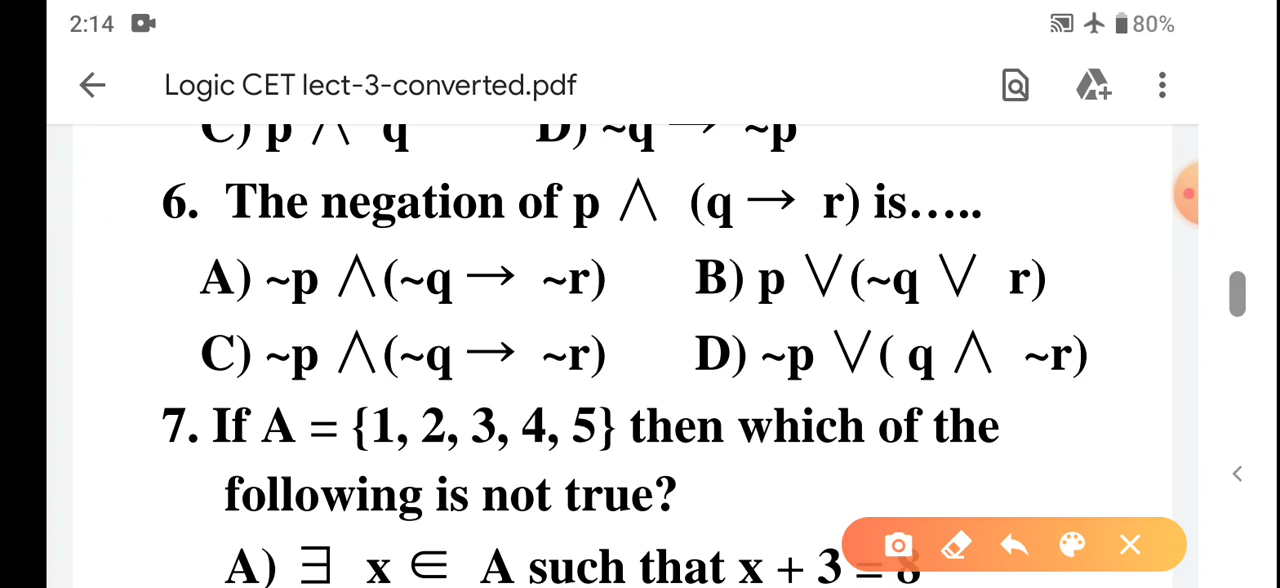 2:14 80%
Logic CET lect-3-converted.pdf
C) p ∧ q D) ~q → ~p
6. The negation of p ∧ (q → r) is.....
A) ~p ∧(~q → ~r) B) p ∨(~q ∨ r)
C) ~p ∧(~q → ~r) D) ~p ∨( q ∧ ~r)
7. If A = {1, 2, 3, 4, 5} then which of the
following is not true?
A) ∃ x ∈ A such that x + 3 = 8